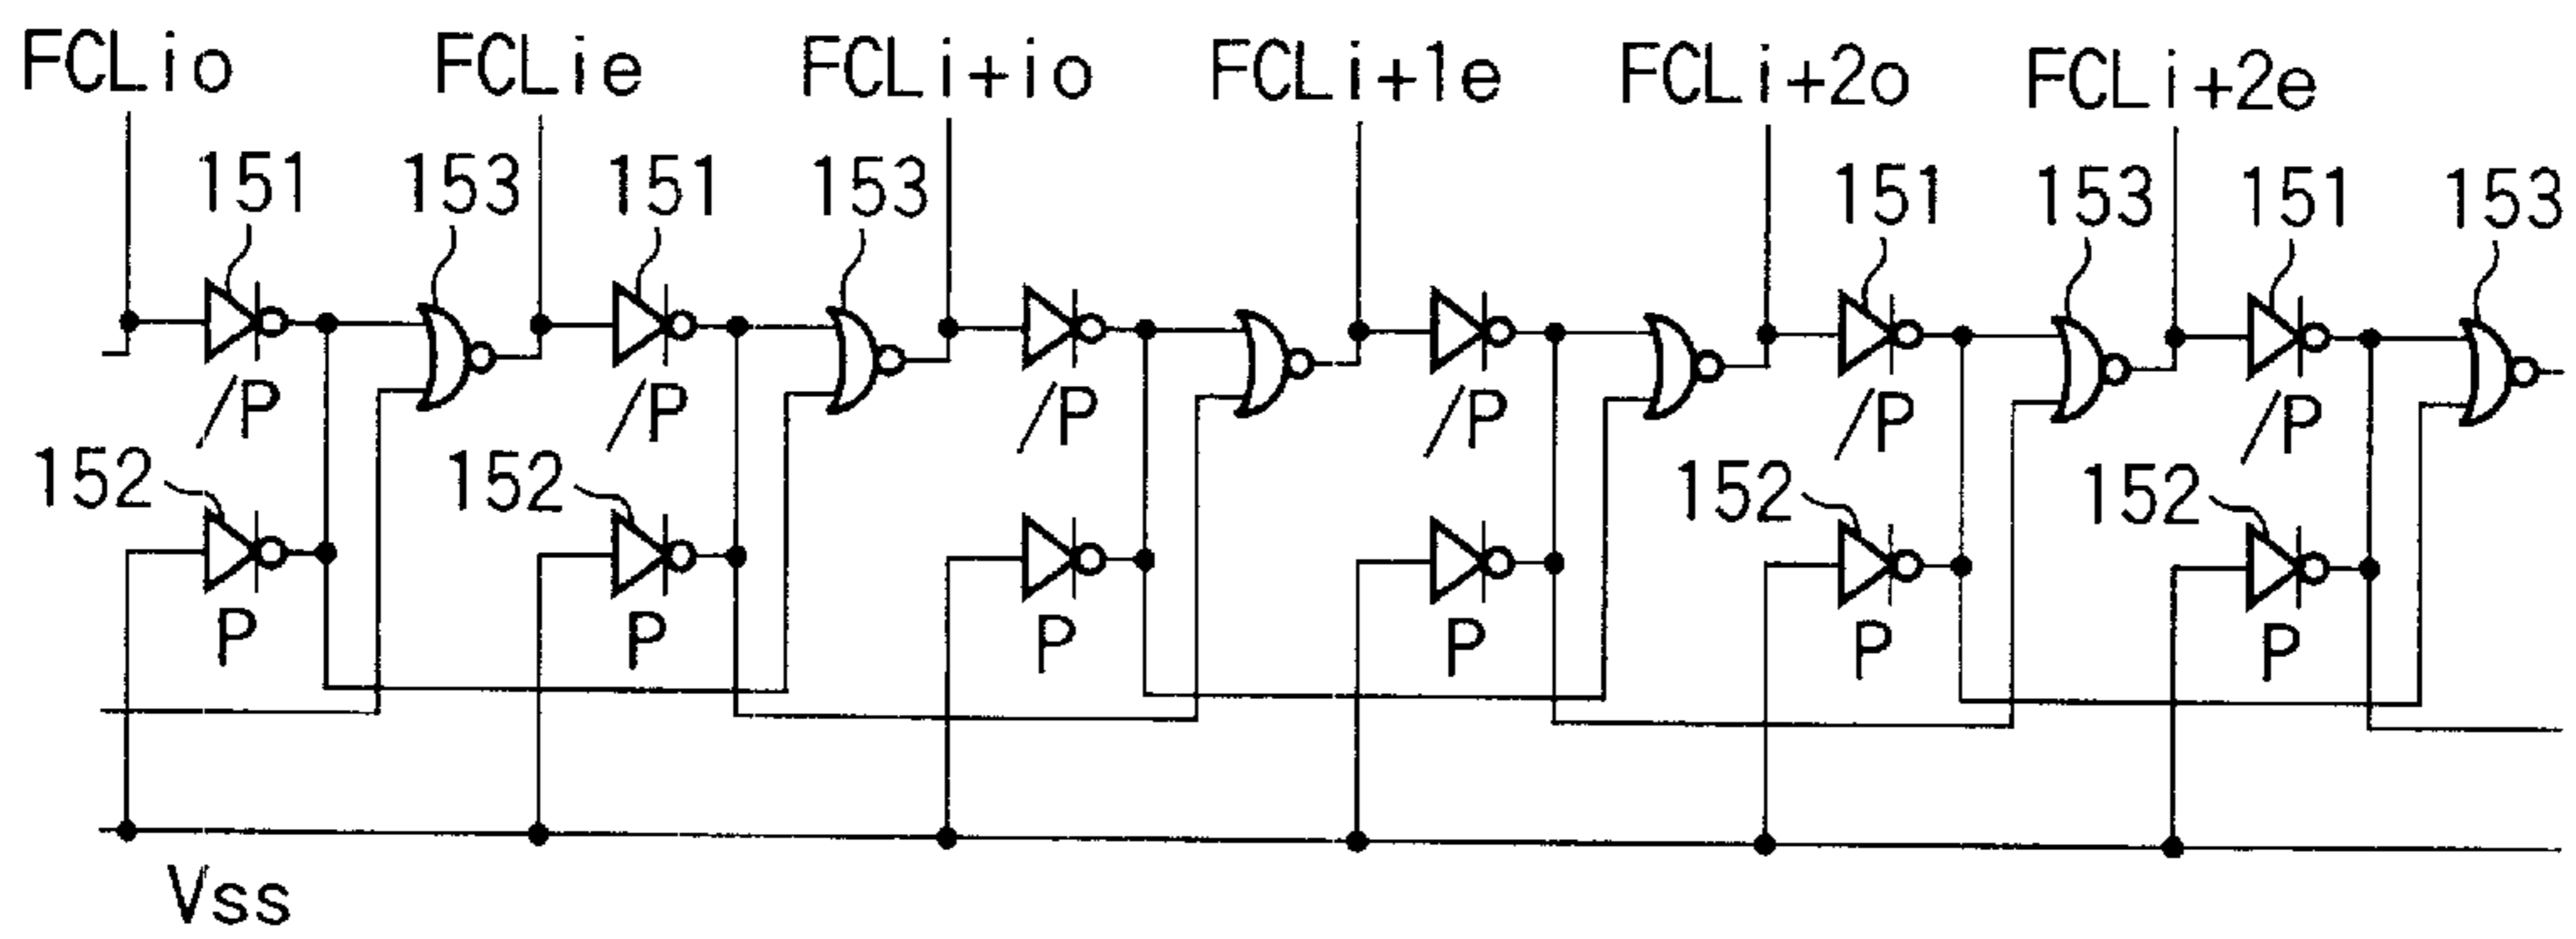 FCLio FCLie FCLi+io FCLi+1e FCLi+2o FCLi+2e
151 153 151 153 151 153 151 153
/P /P /P /P /P /P
152 152 152 152
P P P P P P
Vss